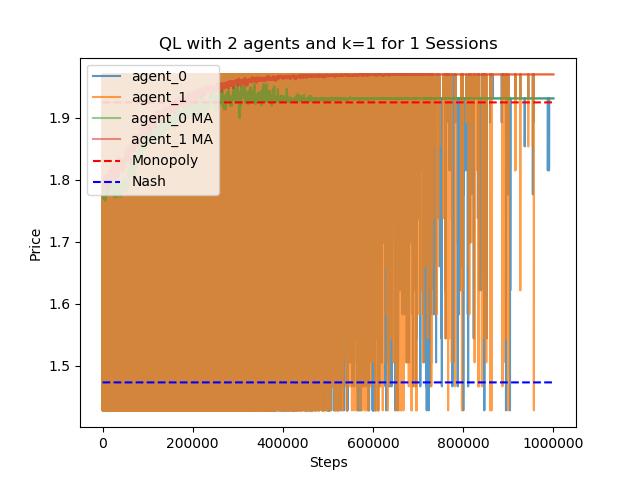 QL with 2 agents and k=1 for 1 Sessions
agent_0
agent_1
agent_0 MA
agent_1 MA
Monopoly
Nash
Price
1.9
1.8
1.7
1.6
1.5
0 200000 400000 600000 800000 1000000
Steps